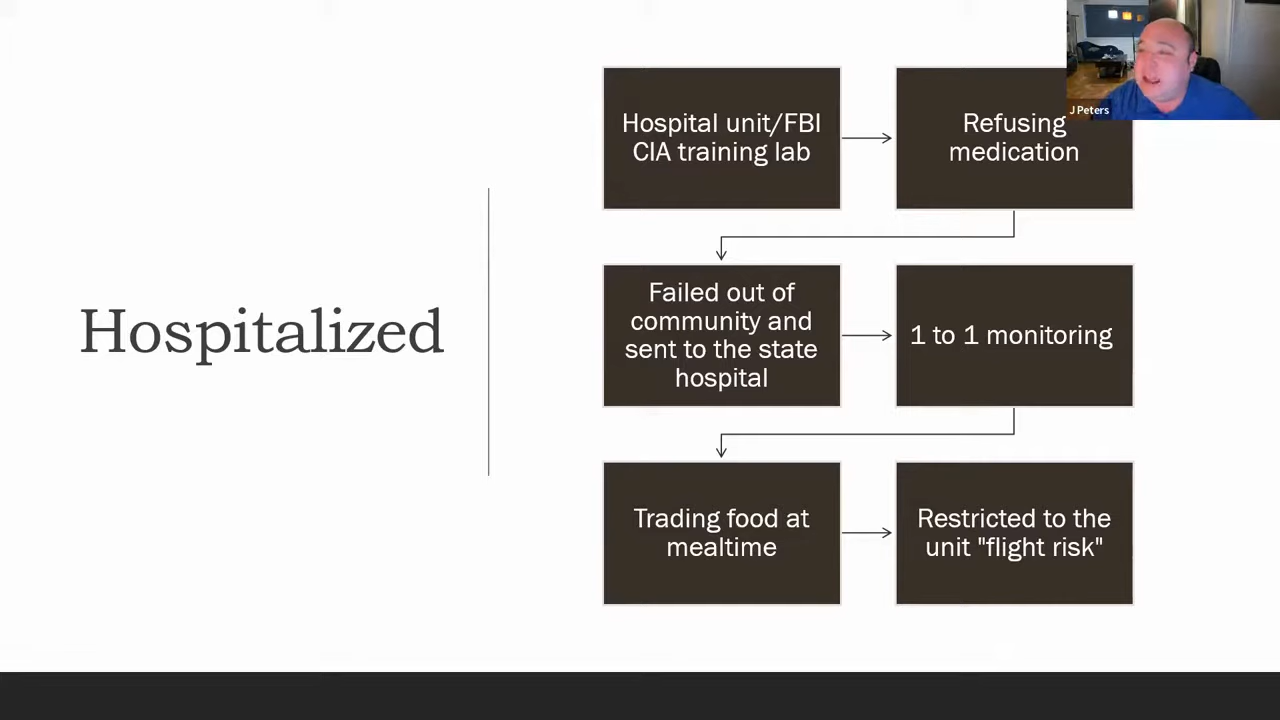 Hospitalized
Hospital unit/FBI
CIA training lab
Refusing
medication
Failed out of
community and
sent to the state
hospital
1 to 1 monitoring
Trading food at
mealtime
Restricted to the
unit "flight risk"
J Peters